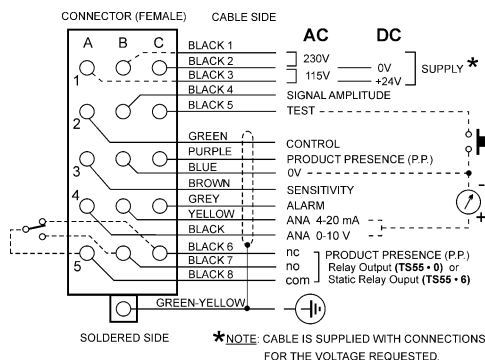 CONNECTOR (FEMALE) CABLE SIDE
AC DC
A B C
BLACK 1
230V
BLACK 2
0V
SUPPLY *
1
BLACK 3
115V
+24V
BLACK 4
SIGNAL AMPLITUDE
BLACK 5
TEST
2
GREEN
CONTROL
PURPLE
PRODUCT PRESENCE (P.P.)
BLUE
0V
3
BROWN
SENSITIVITY
-
GREY
ALARM
4
YELLOW
ANA 4-20 mA
+
BLACK
ANA 0-10 V
BLACK 6
nc
PRODUCT PRESENCE (P.P.)
BLACK 7
no
Relay Output (TS55 • 0) or
5
BLACK 8
com
Static Relay Ouput (TS55 • 6)
GREEN-YELLOW
SOLDERED SIDE
*NOTE: CABLE IS SUPPLIED WITH CONNECTIONS
FOR THE VOLTAGE REQUESTED.